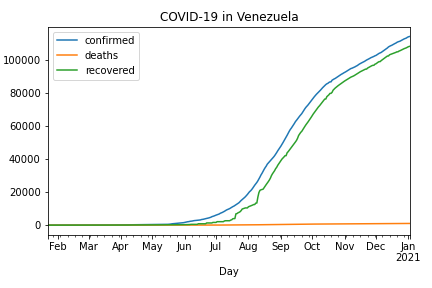 COVID-19 in Venezuela
confirmed
deaths
recovered
100000
80000
60000
40000
20000
0
Feb Mar Apr May Jun Jul Aug Sep Oct Nov Dec Jan
2021
Day